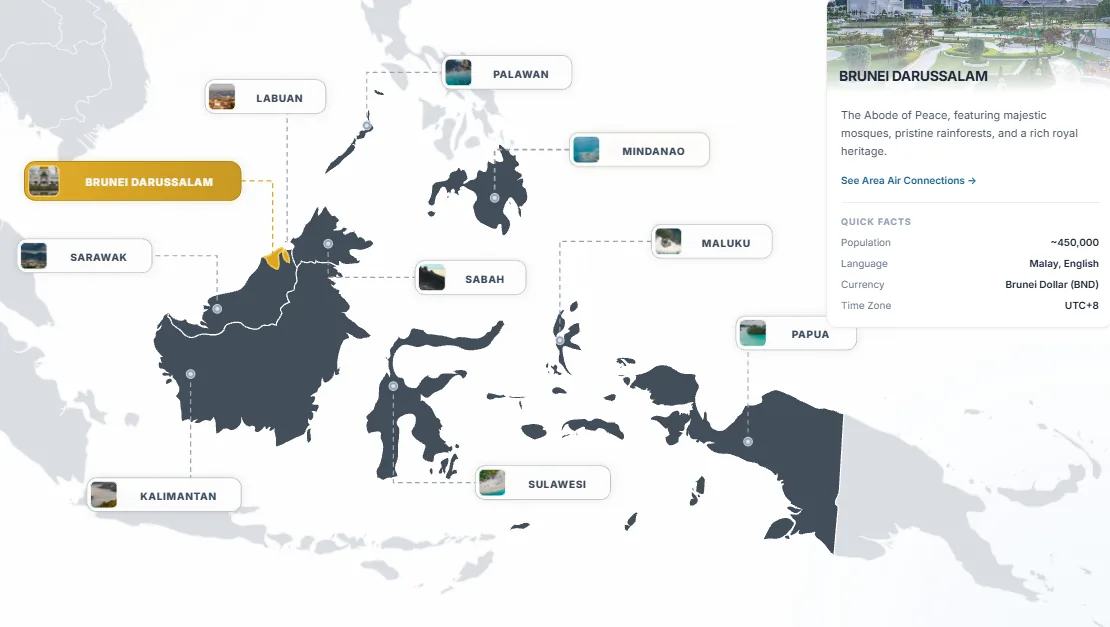 PALAWAN
LABUAN
MINDANAO
BRUNEI DARUSSALAM
SARAWAK
SABAH
MALUKU
PAPUA
KALIMANTAN
SULAWESI
BRUNEI DARUSSALAM
The Abode of Peace, featuring majestic
mosques, pristine rainforests, and a rich royal
heritage.
See Area Air Connections →
QUICK FACTS
Population ~450,000
Language Malay, English
Currency Brunei Dollar (BND)
Time Zone UTC+8